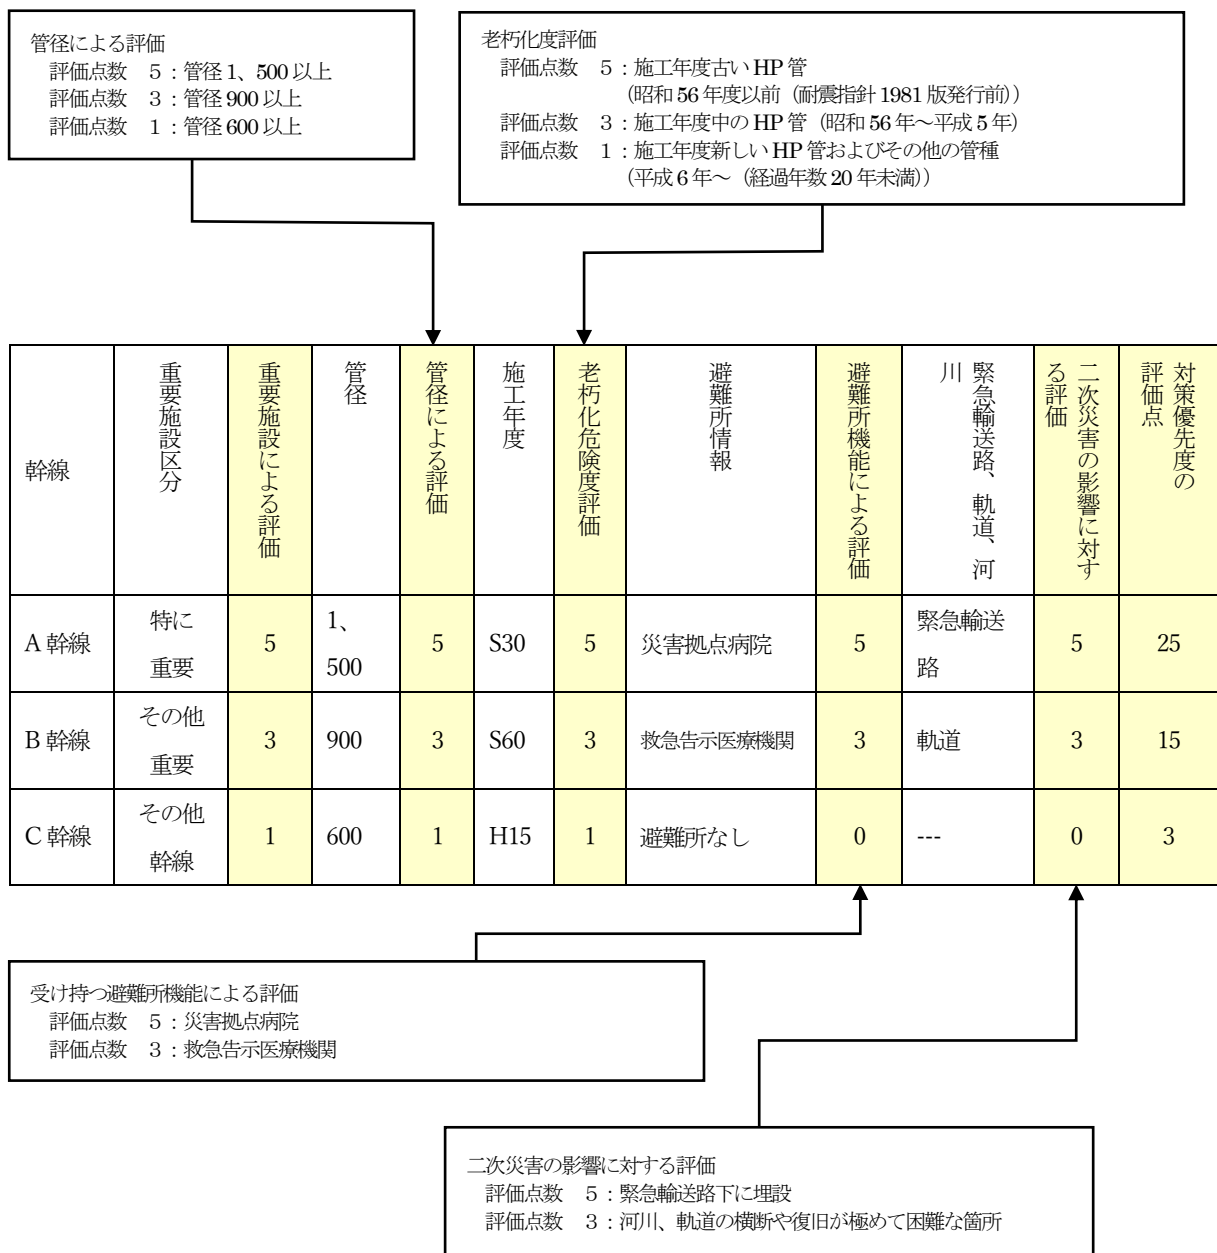 管径による評価
評価点数　5：管径1、500以上
評価点数　3：管径900以上
評価点数　1：管径600以上
老朽化度評価
評価点数　5：施工年度古いHP管
（昭和56年度以前（耐震指針1981版発行前））
評価点数　3：施工年度中のHP管（昭和56年～平成5年）
評価点数　1：施工年度新しいHP管およびその他の管種
（平成6年～（経過年数20年未満））
幹線
重要施設区分
重要施設による評価
管径
管径による評価
施工年度
老朽化危険度評価
避難所情報
避難所機能による評価
緊急輸送路、軌道、河
川
二次災害の影響に対す
る評価
対策優先度の
評価点
A幹線
特に
重要
5
1、
500
5
S30
5
災害拠点病院
5
緊急輸送
路
5
25
B幹線
その他
重要
3
900
3
S60
3
救急告示医療機関
3
軌道
3
15
C幹線
その他
幹線
1
600
1
H15
1
避難所なし
0
---
0
3
受け持つ避難所機能による評価
評価点数　5：災害拠点病院
評価点数　3：救急告示医療機関
二次災害の影響に対する評価
評価点数　5：緊急輸送路下に埋設
評価点数　3：河川、軌道の横断や復旧が極めて困難な箇所